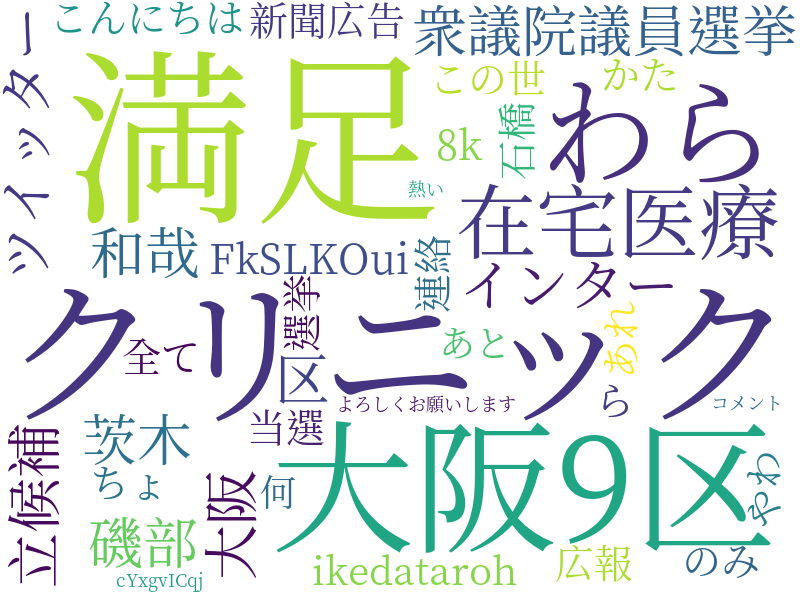 こんにちは
新聞広告
衆議院議員選挙
ツイッター
満足
この世
かた
わら
8k
石橋
熱い
在宅医療
和哉
FkSLKOui
連絡
インター
クリニック
選挙
全て
区
あと
あれ
ら
よろしくお願いします
コメント
茨木
当選
大阪9区
立候補
ちょ
大阪
何
やわ
磯部
ikedataroh
広報
のみ
cYxgvICqj